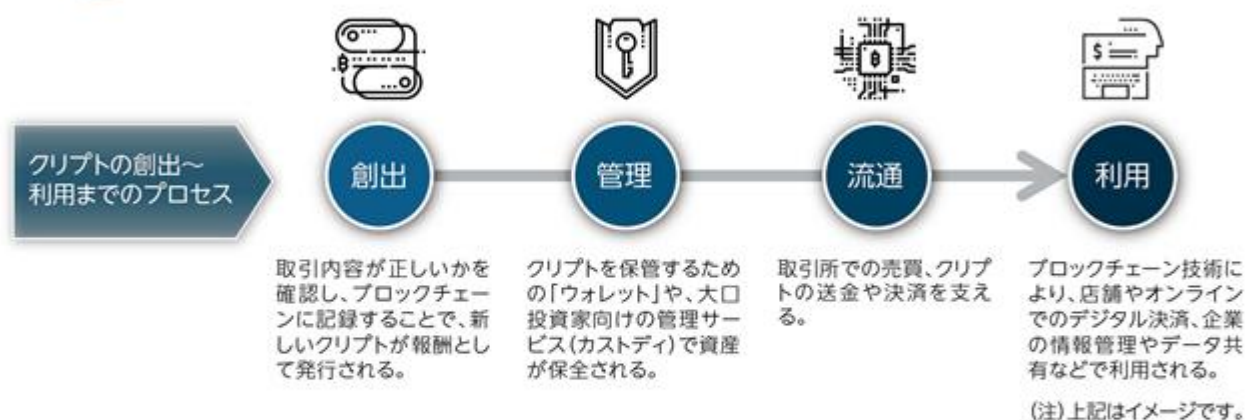 クリプトの創出～
利用までのプロセス
創出
取引内容が正しいかを
確認し、ブロックチェー
ンに記録することで、新
しいクリプトが報酬とし
て発行される。
管理
クリプトを保管するため
の「ウォレット」や、大口
投資家向けの管理サー
ビス(カストディ)で資産
が保全される。
流通
取引所での売買、クリプ
トの送金や決済を支え
る。
利用
ブロックチェーン技術に
より、店舗やオンライン
でのデジタル決済、企業
の情報管理やデータ共
有などで利用される。
(注)上記はイメージです。